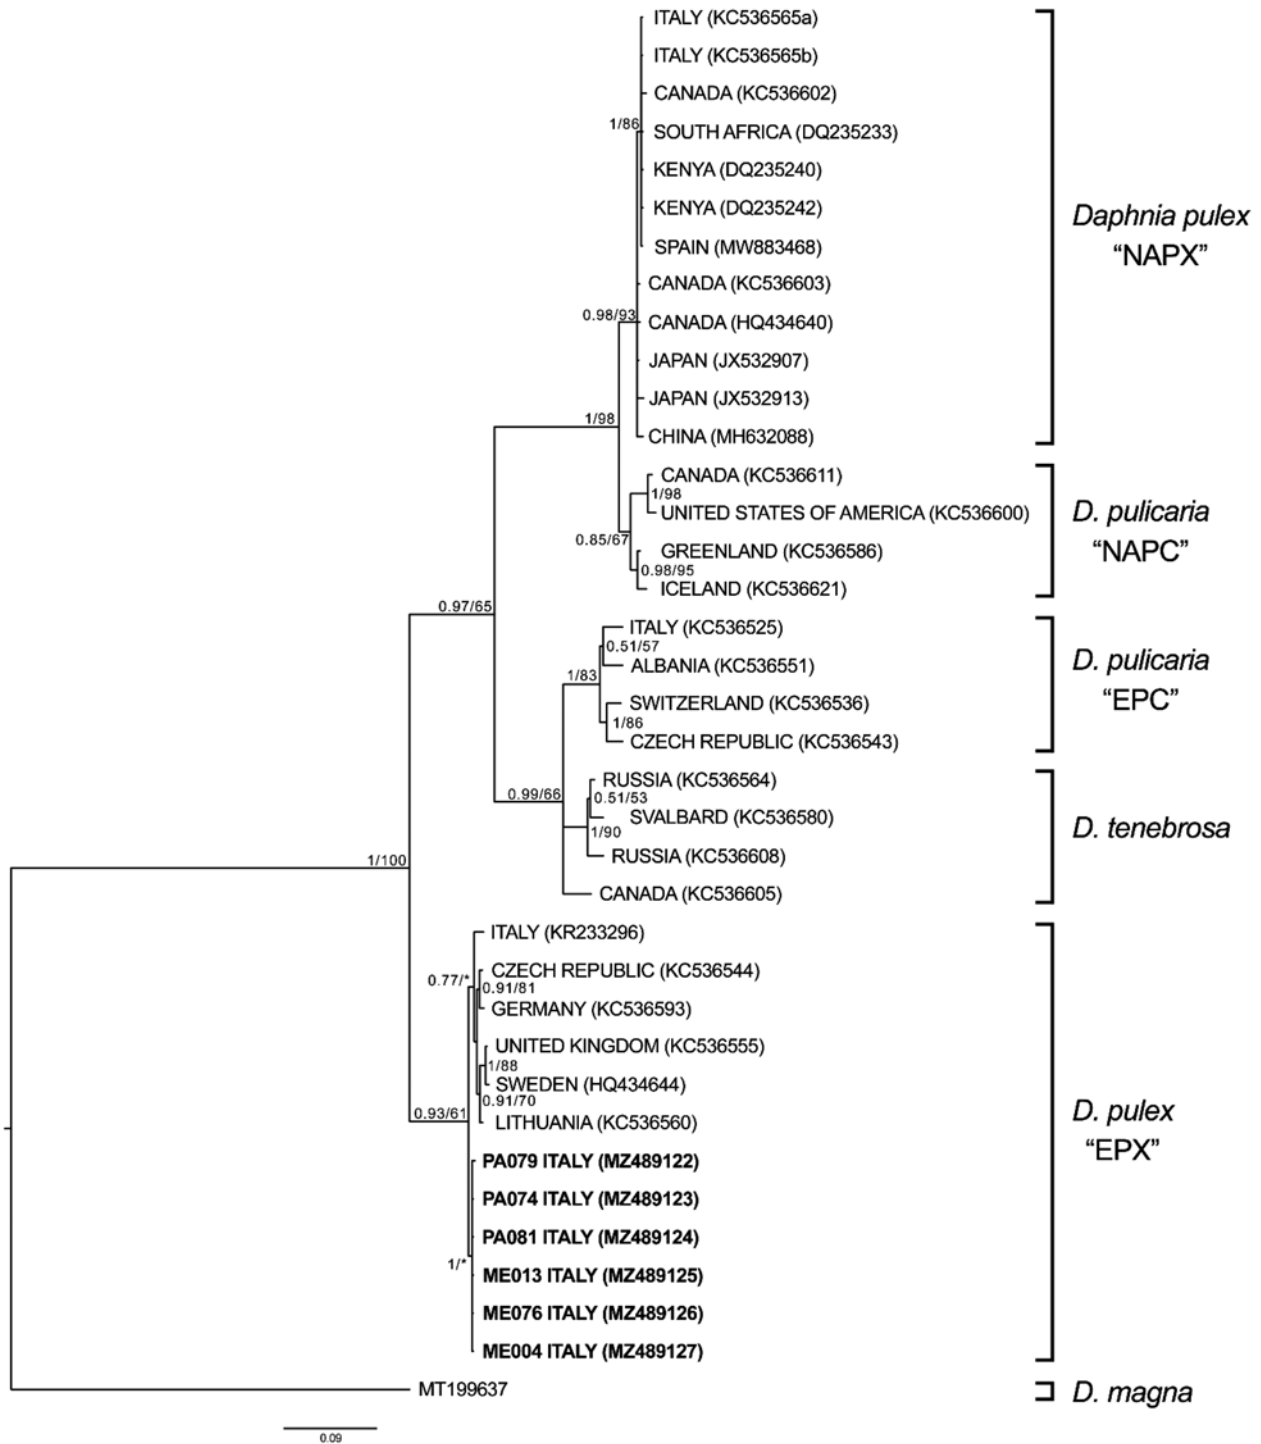 ITALY (KC536565a)
ITALY (KC536565b)
CANADA (KC536602)
1/86
SOUTH AFRICA (DQ235233)
KENYA (DQ235240)
KENYA (DQ235242)
SPAIN (MW883468)
CANADA (KC536603)
0.98/93
CANADA (HQ434640)
JAPAN (JX532907)
JAPAN (JX532913)
1/98
CHINA (MH632088)
Daphnia pulex
“NAPX”
CANADA (KC536611)
1/98
UNITED STATES OF AMERICA (KC536600)
0.85/67
GREENLAND (KC536586)
0.98/95
ICELAND (KC536621)
D. pulicaria
“NAPC”
0.97/65
ITALY (KC536525)
0.51/57
ALBANIA (KC536551)
1/83
SWITZERLAND (KC536536)
1/86
CZECH REPUBLIC (KC536543)
D. pulicaria
“EPC”
0.99/66
RUSSIA (KC536564)
0.51/53
SVALBARD (KC536580)
1/90
RUSSIA (KC536608)
CANADA (KC536605)
D. tenebrosa
1/100
ITALY (KR233296)
0.77/*
CZECH REPUBLIC (KC536544)
0.91/81
GERMANY (KC536593)
UNITED KINGDOM (KC536555)
1/88
SWEDEN (HQ434644)
0.91/70
0.93/61
LITHUANIA (KC536560)
PA079 ITALY (MZ489122)
PA074 ITALY (MZ489123)
PA081 ITALY (MZ489124)
1/*
ME013 ITALY (MZ489125)
ME076 ITALY (MZ489126)
ME004 ITALY (MZ489127)
D. pulex
“EPX”
MT199637
D. magna
0.09